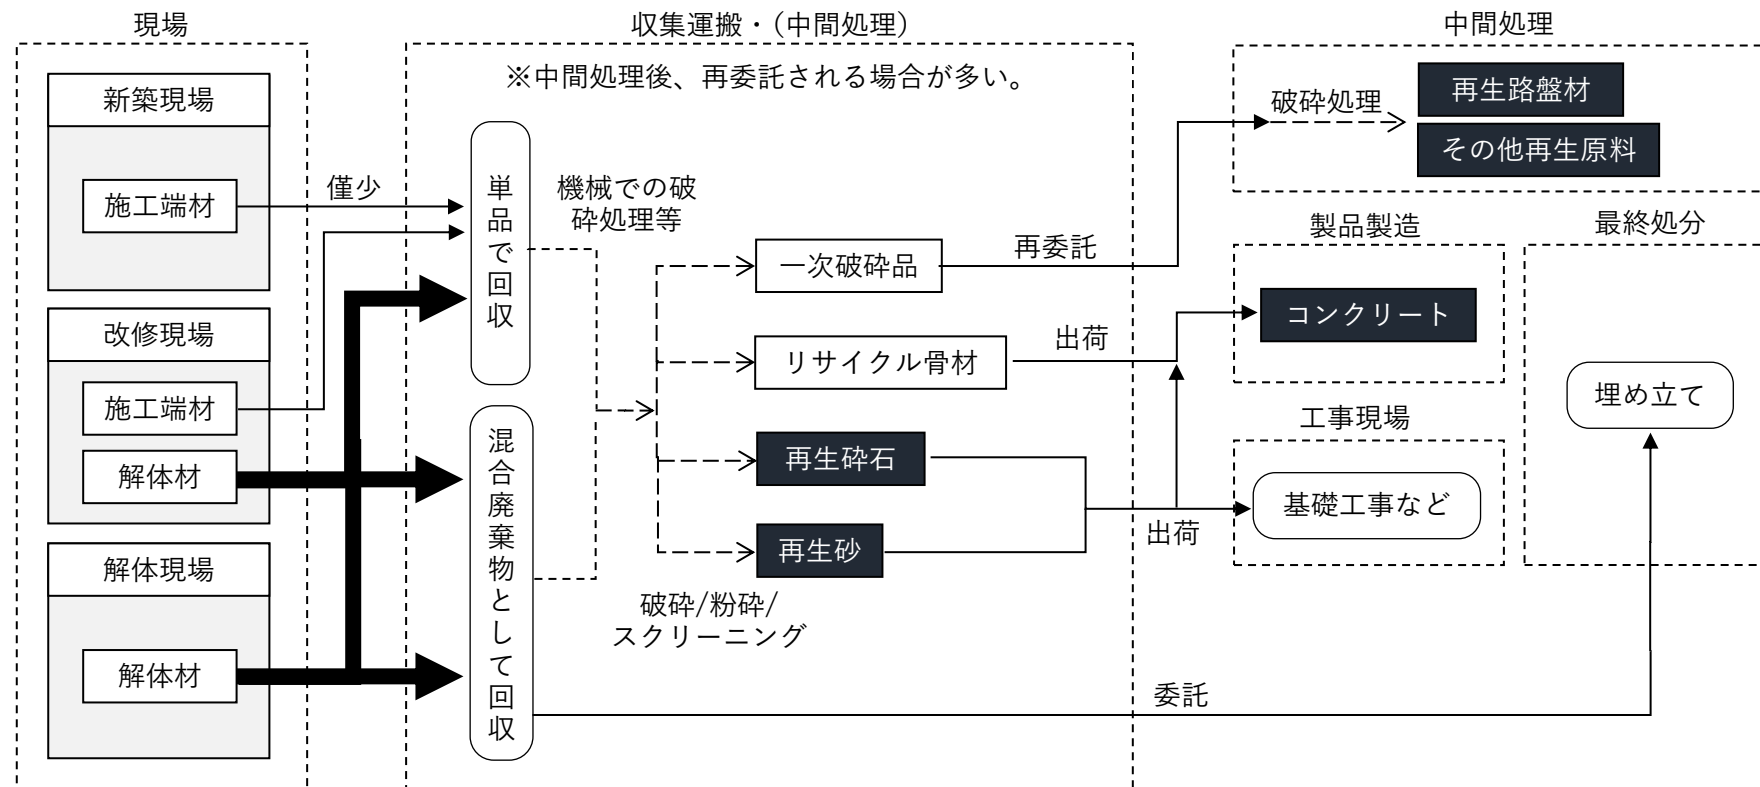 現場
新築現場
施工端材
改修現場
施工端材
解体材
解体現場
解体材
僅少
収集運搬・（中間処理）
※中間処理後、再委託される場合が多い。
単品で回収
混合廃棄物として回収
機械での破
砕処理等
一次破砕品
リサイクル骨材
再生砕石
再生砂
破砕/粉砕/
スクリーニング
再委託
出荷
出荷
委託
中間処理
破砕処理
再生路盤材
その他再生原料
製品製造
コンクリート
工事現場
基礎工事など
最終処分
埋め立て